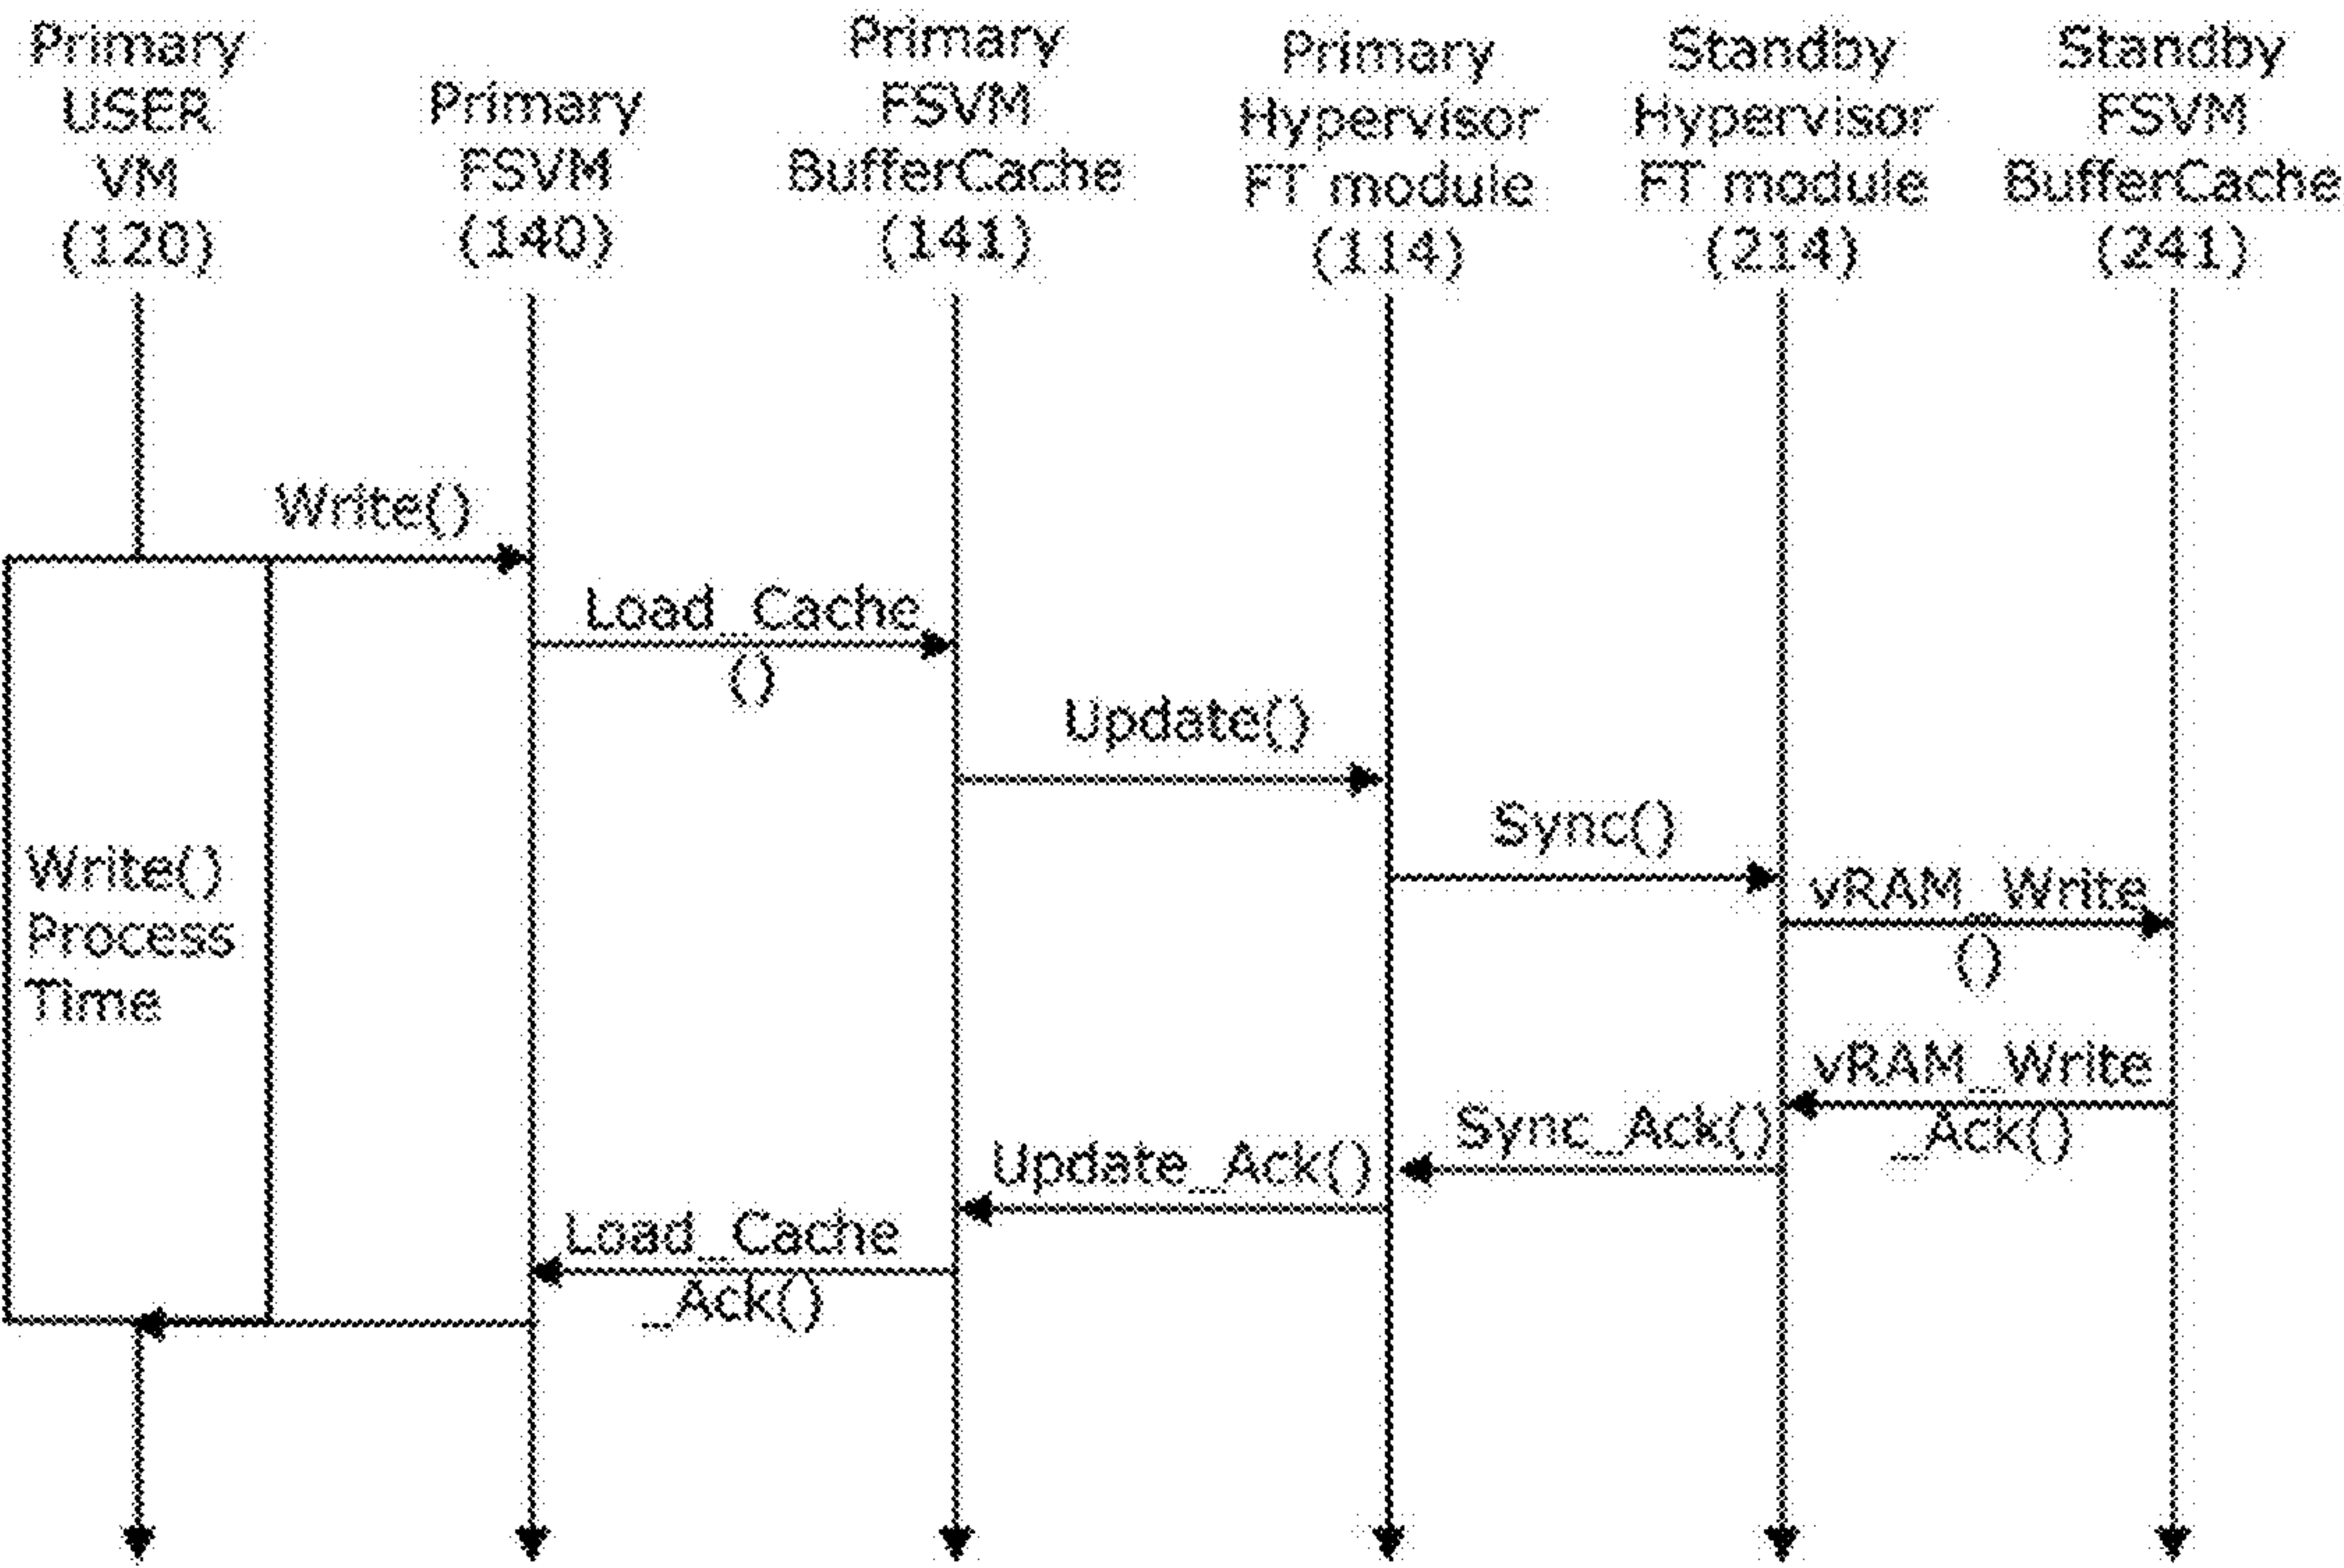 Primary
USER
VM
(120)
Primary
FSVM
(140)
Primary
FSVM
BufferCache
(141)
Primary
Hypervisor
FT module
(114)
Standby
Hypervisor
FT module
(214)
Standby
FSVM
BufferCache
(241)
Write()
Load_Cache
()
Update()
Sync()
vRAM_Write
()
Write()
Process
Time
vRAM_Write
_Ack()
Sync_Ack()
Update_Ack()
Load_Cache
_Ack()